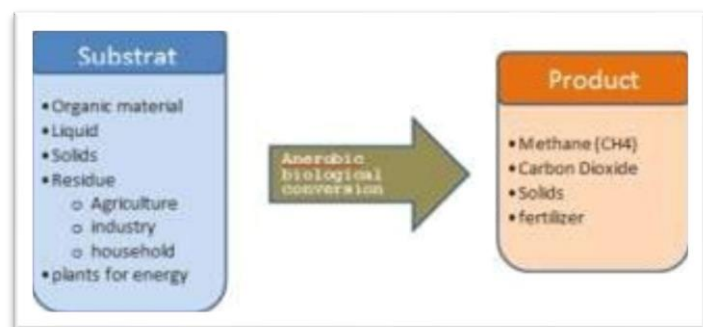 Substrat
•Organic material
•Liquid
•Solids
•Residue
o Agriculture
o industry
o household
•plants for energy
Anerobic
biological
conversion
Product
•Methane (CH4)
•Carbon Dioxide
•Solids
•fertilizer